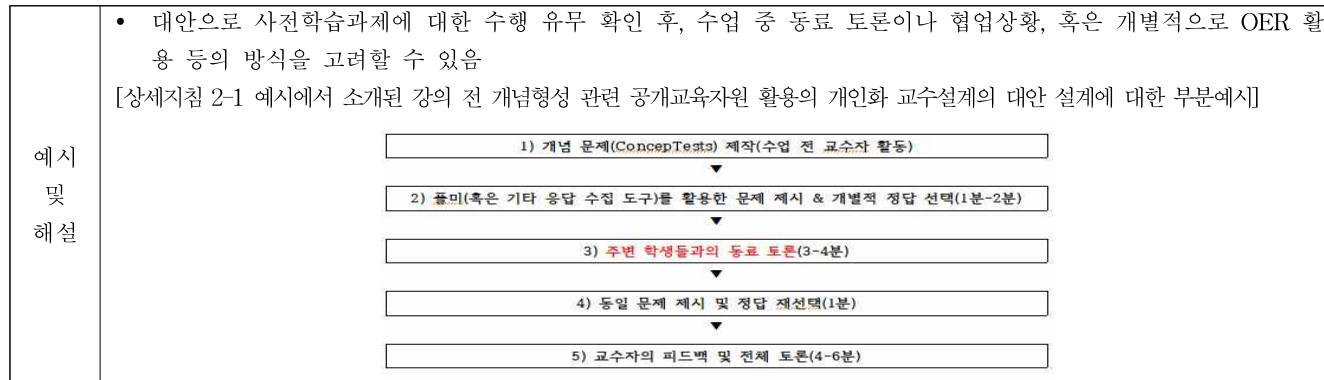 • 대안으로 사전학습과제에 대한 수행 유무 확인 후, 수업 중 동료 토론이나 협업상황, 혹은 개별적으로 OER 활
용 등의 방식을 고려할 수 있음
[상세지침 2-1 예시에서 소개된 강의 전 개념형성 관련 공개교육자원 활용의 개인화 교수설계의 대안 설계에 대한 부분예시]
예시
및
해설
1) 개념 문제(ConcepTests) 제작(수업 전 교수자 활동)
▼
2) 플미(혹은 기타 응답 수집 도구)를 활용한 문제 제시 & 개별적 정답 선택(1분-2분)
▼
3) 주변 학생들과의 동료 토론(3-4분)
▼
4) 동일 문제 제시 및 정답 재선택(1분)
▼
5) 교수자의 피드백 및 전체 토론(4-6분)